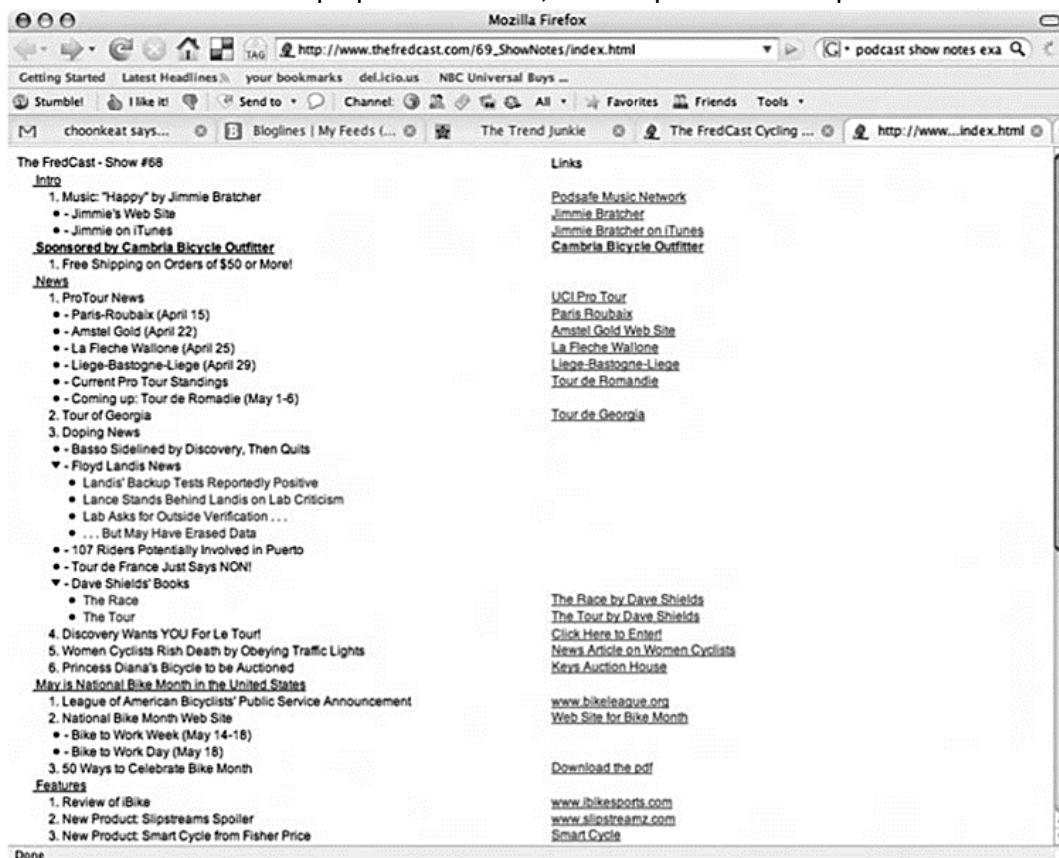 Mozilla Firefox
TAG http://www.thefredcast.com/69_ShowNotes/index.html G podcast show notes exa
Getting Started Latest Headlines your bookmarks del.icio.us NBC Universal Buys ...
Stumble! I like it! Send to Channel: All Favorites Friends Tools
choonkeat says... Bloglines | My Feeds (... The Trend Junkie The FredCast Cycling ... http://www...index.html
The FredCast - Show #68 Links
Intro
1. Music: "Happy" by Jimmie Bratcher Podsafe Music Network
• - Jimmie's Web Site Jimmie Bratcher
• - Jimmie on iTunes Jimmie Bratcher on iTunes
Sponsored by Cambria Bicycle Outfitter Cambria Bicycle Outfitter
1. Free Shipping on Orders of $50 or More!
News
1. ProTour News UCI Pro Tour
• - Paris-Roubaix (April 15) Paris Roubaix
• - Amstel Gold (April 22) Amstel Gold Web Site
• - La Fleche Wallone (April 25) La Fleche Wallone
• - Liege-Bastogne-Liege (April 29) Liege-Bastogne-Liege
• - Current Pro Tour Standings Tour de Romandie
• - Coming up: Tour de Romadie (May 1-6)
2. Tour of Georgia Tour de Georgia
3. Doping News
• - Basso Sidelined by Discovery, Then Quits
▼ - Floyd Landis News
• Landis' Backup Tests Reportedly Positive
• Lance Stands Behind Landis on Lab Criticism
• Lab Asks for Outside Verification . . .
• . . . But May Have Erased Data
• - 107 Riders Potentially Involved in Puerto
• - Tour de France Just Says NON!
▼ - Dave Shields' Books
• The Race The Race by Dave Shields
• The Tour The Tour by Dave Shields
4. Discovery Wants YOU For Le Tour! Click Here to Enter!
5. Women Cyclists Rish Death by Obeying Traffic Lights News Article on Women Cyclists
6. Princess Diana's Bicycle to be Auctioned Keys Auction House
May is National Bike Month in the United States
1. League of American Bicyclists' Public Service Announcement www.bikeleague.org
2. National Bike Month Web Site Web Site for Bike Month
• - Bike to Work Week (May 14-18)
• - Bike to Work Day (May 18)
3. 50 Ways to Celebrate Bike Month Download the pdf
Features
1. Review of iBike www.ibikesports.com
2. New Product: Slipstreams Spoiler www.slipstreamz.com
3. New Product: Smart Cycle from Fisher Price Smart Cycle
Done